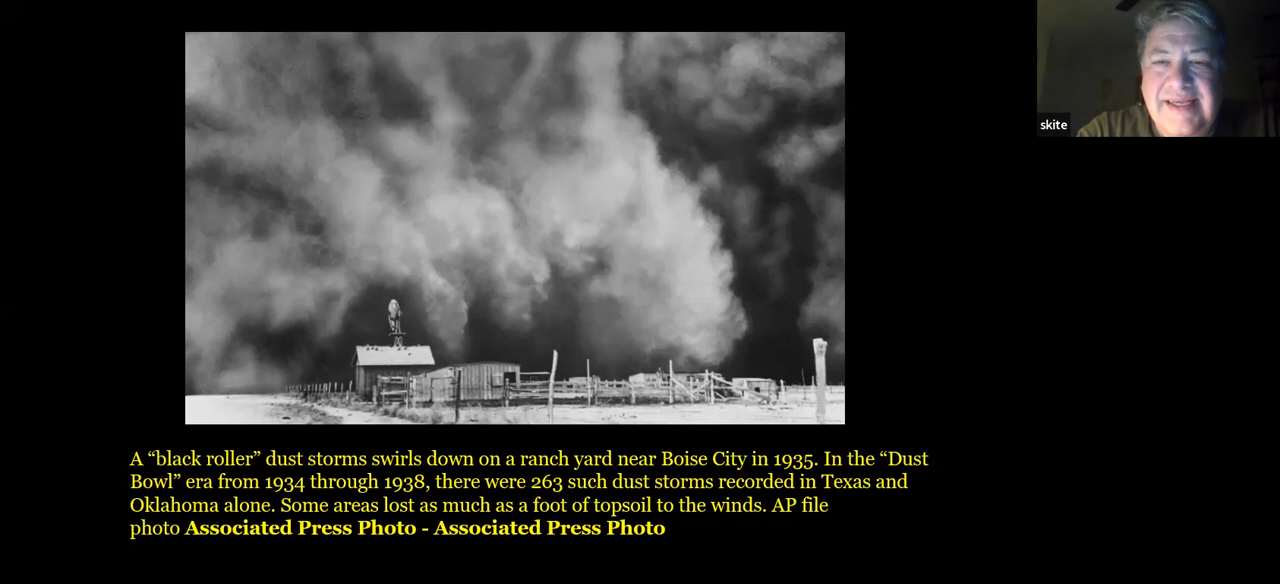 skite
A “black roller” dust storms swirls down on a ranch yard near Boise City in 1935. In the “Dust
Bowl” era from 1934 through 1938, there were 263 such dust storms recorded in Texas and
Oklahoma alone. Some areas lost as much as a foot of topsoil to the winds. AP file
photo Associated Press Photo - Associated Press Photo